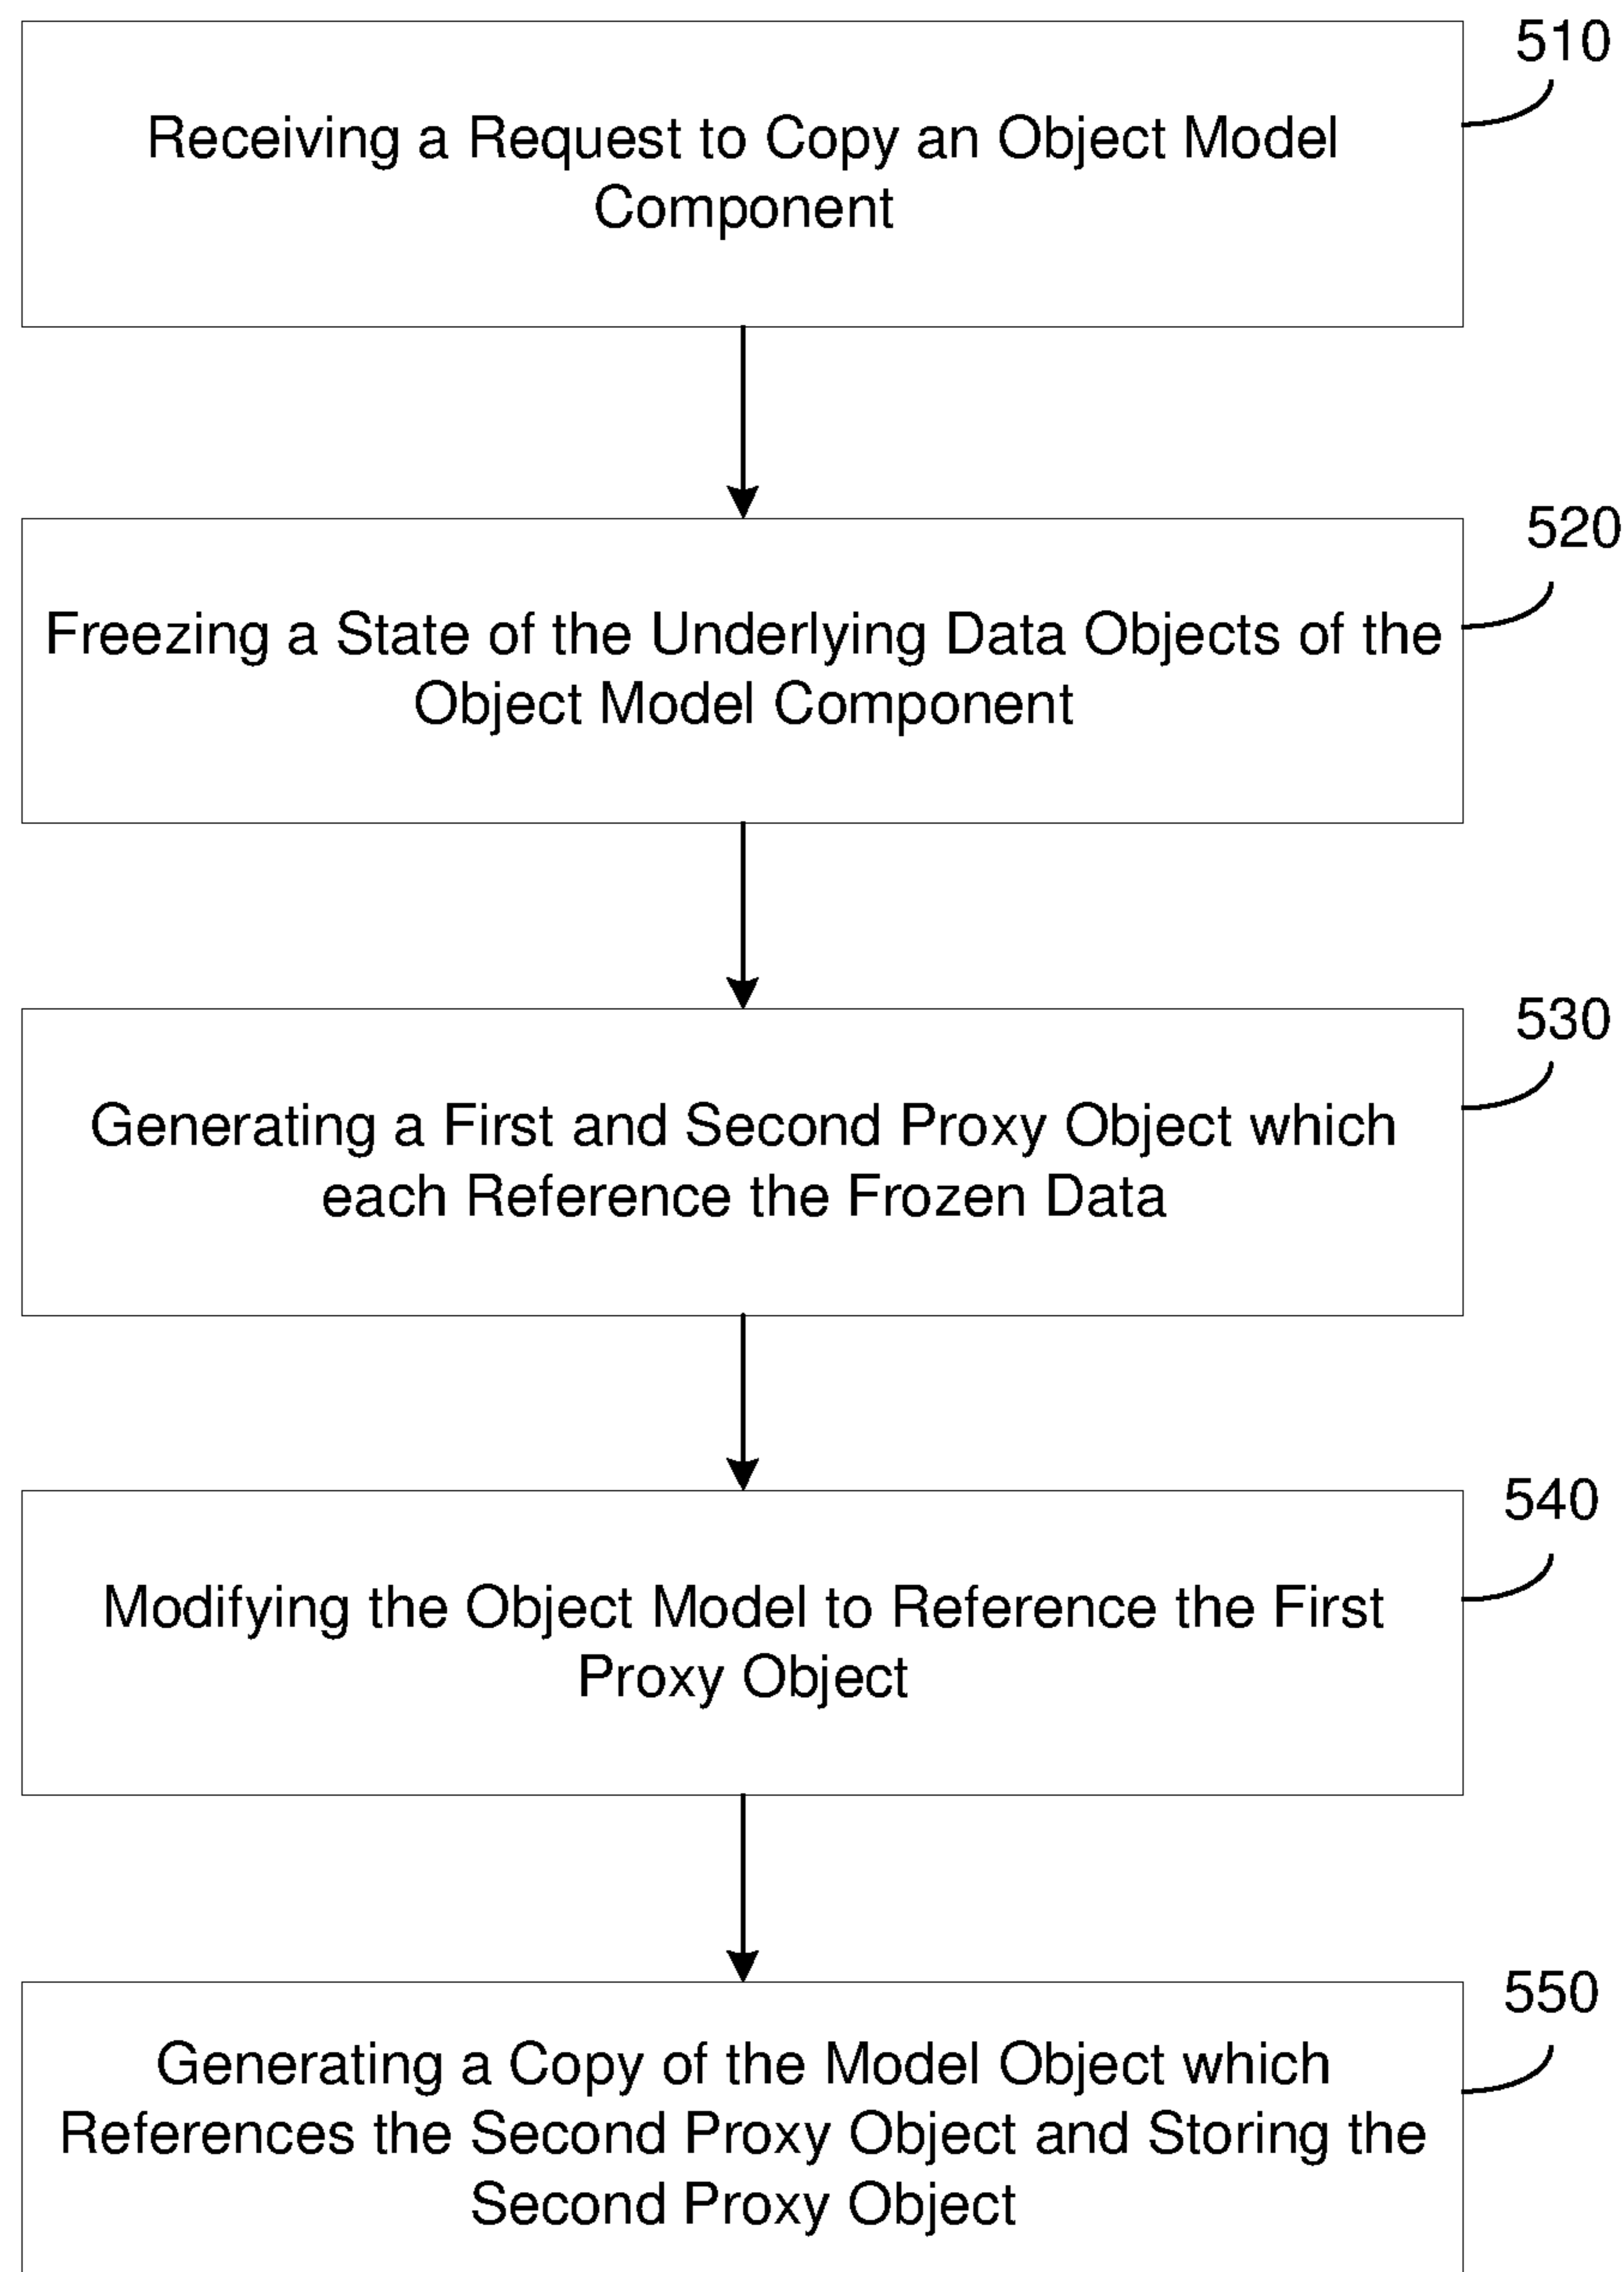 510
Receiving a Request to Copy an Object Model
Component
520
Freezing a State of the Underlying Data Objects of the
Object Model Component
530
Generating a First and Second Proxy Object which
each Reference the Frozen Data
540
Modifying the Object Model to Reference the First
Proxy Object
550
Generating a Copy of the Model Object which
References the Second Proxy Object and Storing the
Second Proxy Object